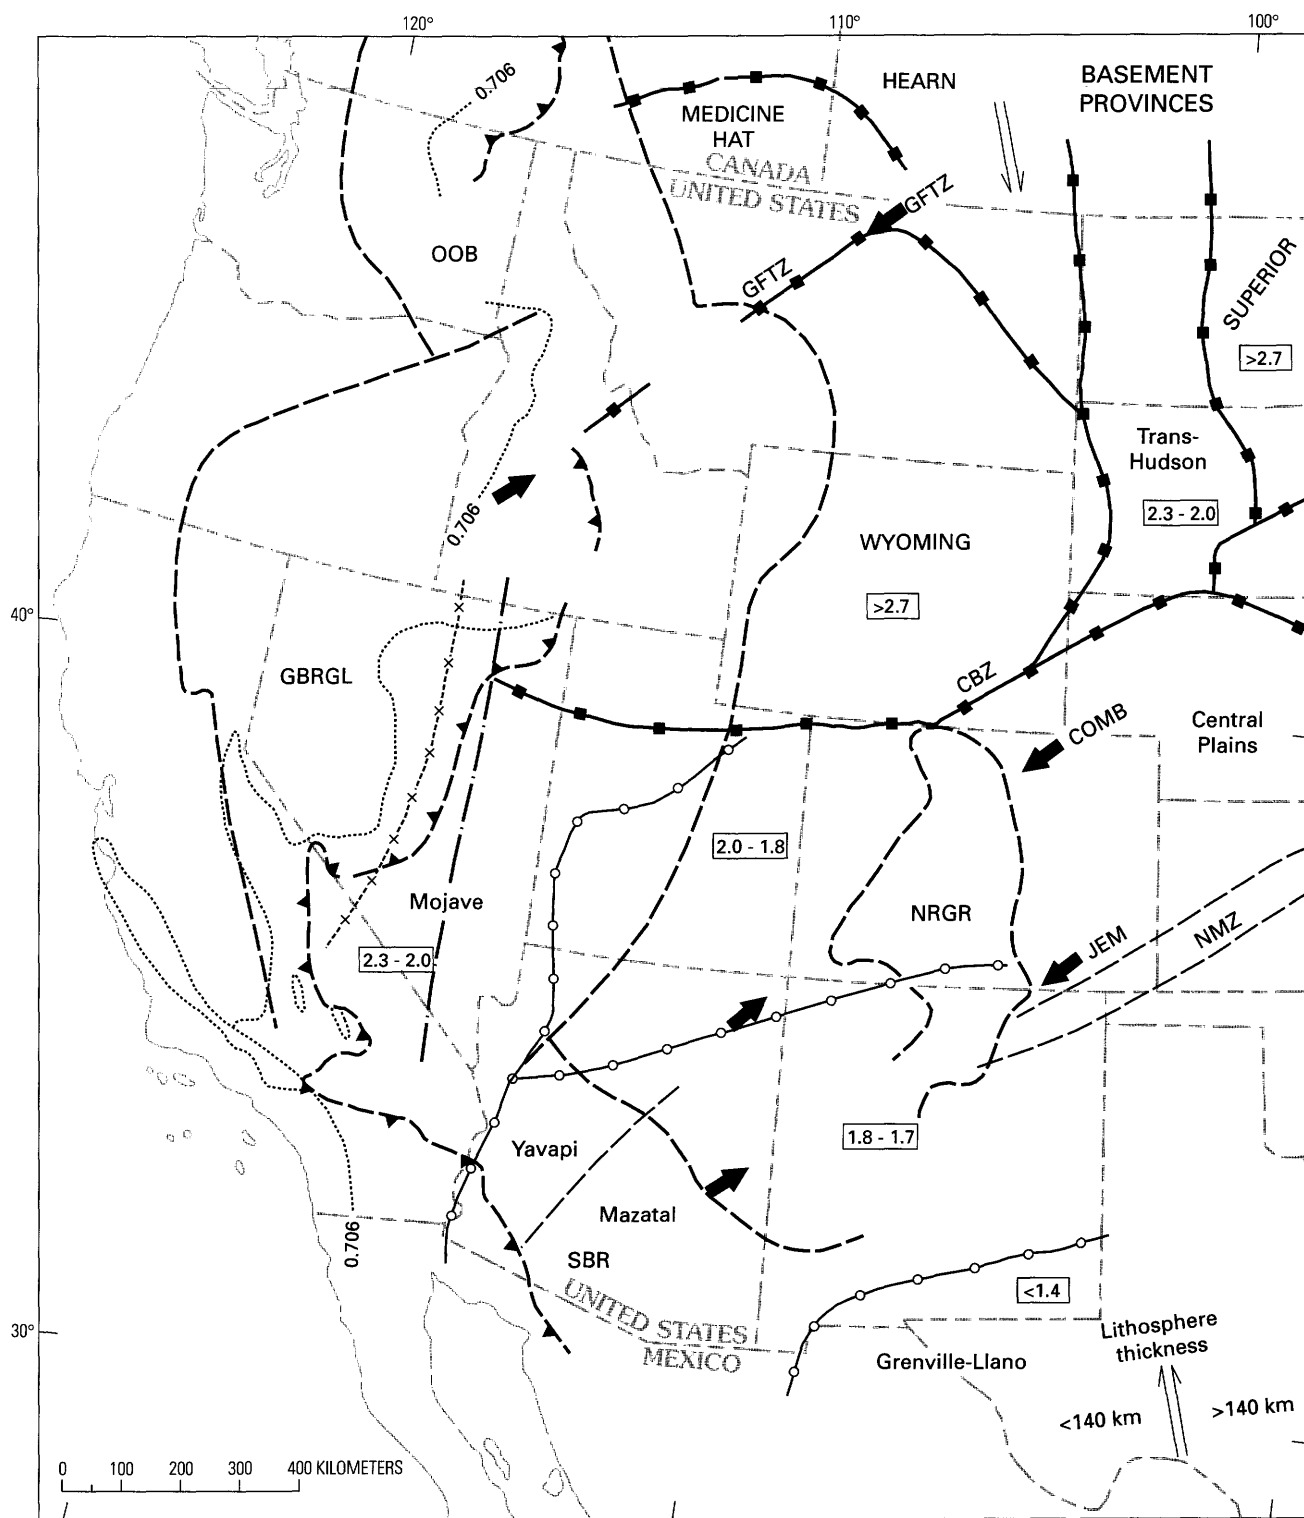 120°
110°
100°
0.706
HEARN
BASEMENT
PROVINCES
MEDICINE
HAT
CANADA
UNITED STATES
GFTZ
OOB
GFTZ
SUPERIOR
>2.7
Trans-
Hudson
2.3 - 2.0
0.706
WYOMING
>2.7
40°
GBRGL
CBZ
COMB
Central
Plains
2.0 - 1.8
Mojave
NRGR
JEM
NMZ
2.3 - 2.0
1.8 - 1.7
Yavapi
Mazatal
0.706
SBR
UNITED STATES
MEXICO
<1.4
30°
Lithosphere
thickness
Grenville-Llano
<140 km
>140 km
0 100 200 300 400 KILOMETERS